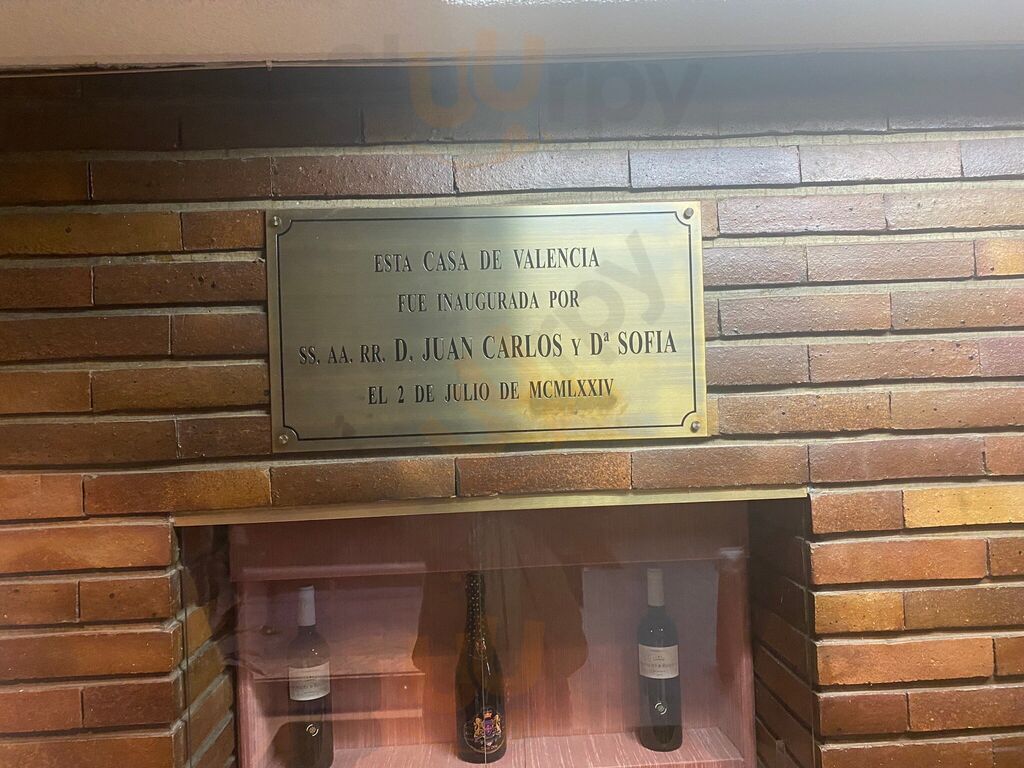 ESTA CASA DE VALENCIA
FUE INAUGURADA POR
SS. AA. RR. D. JUAN CARLOS Y Dª SOFIA
EL 2 DE JULIO DE MCMLXXIV